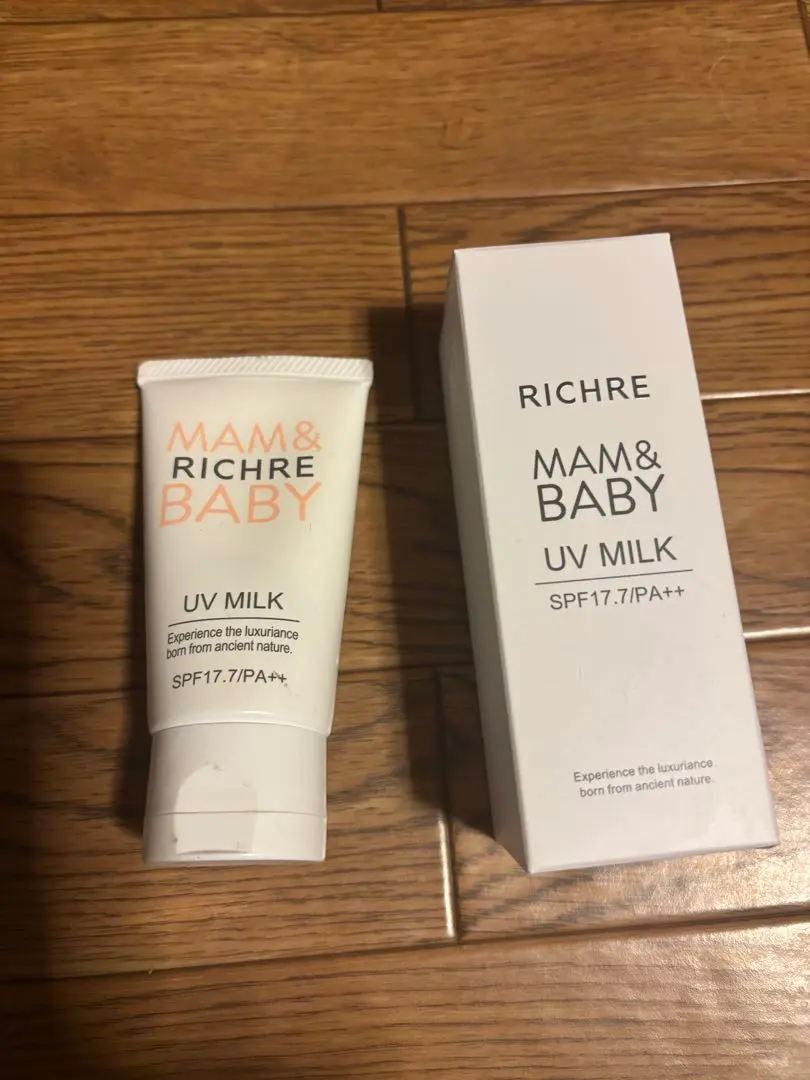 MAM&
RICHRE
BABY
UV MILK
Experience the luxuriance
born from ancient nature.
SPF17.7/PA++
RICHRE
MAM&
BABY
UV MILK
SPF17.7/PA++
Experience the luxuriance
born from ancient nature.